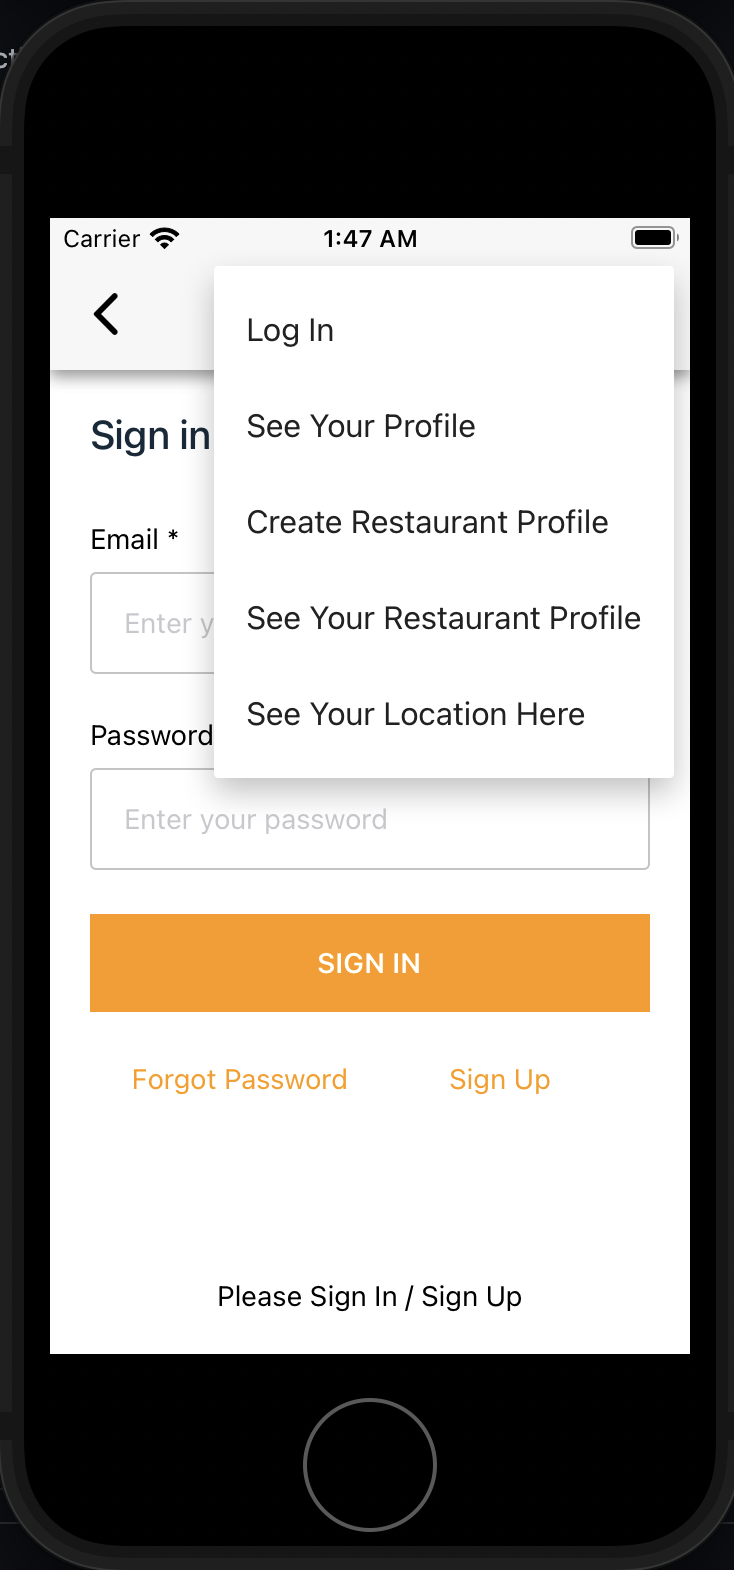 Carrier 1:47 AM
Log In
Sign in
See Your Profile
Create Restaurant Profile
Email *
See Your Restaurant Profile
Enter y
See Your Location Here
Password
Enter your password
SIGN IN
Forgot Password Sign Up
Please Sign In / Sign Up